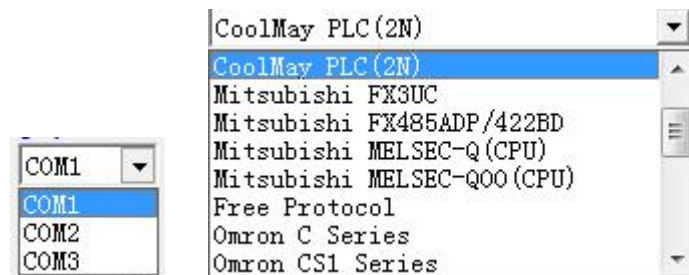 COM1
COM1
COM2
COM3
CoolMay PLC(2N)
CoolMay PLC(2N)
Mitsubishi FX3UC
Mitsubishi FX485ADP/422BD
Mitsubishi MELSEC-Q(CPU)
Mitsubishi MELSEC-Q00(CPU)
Free Protocol
Omron C Series
Omron CS1 Series